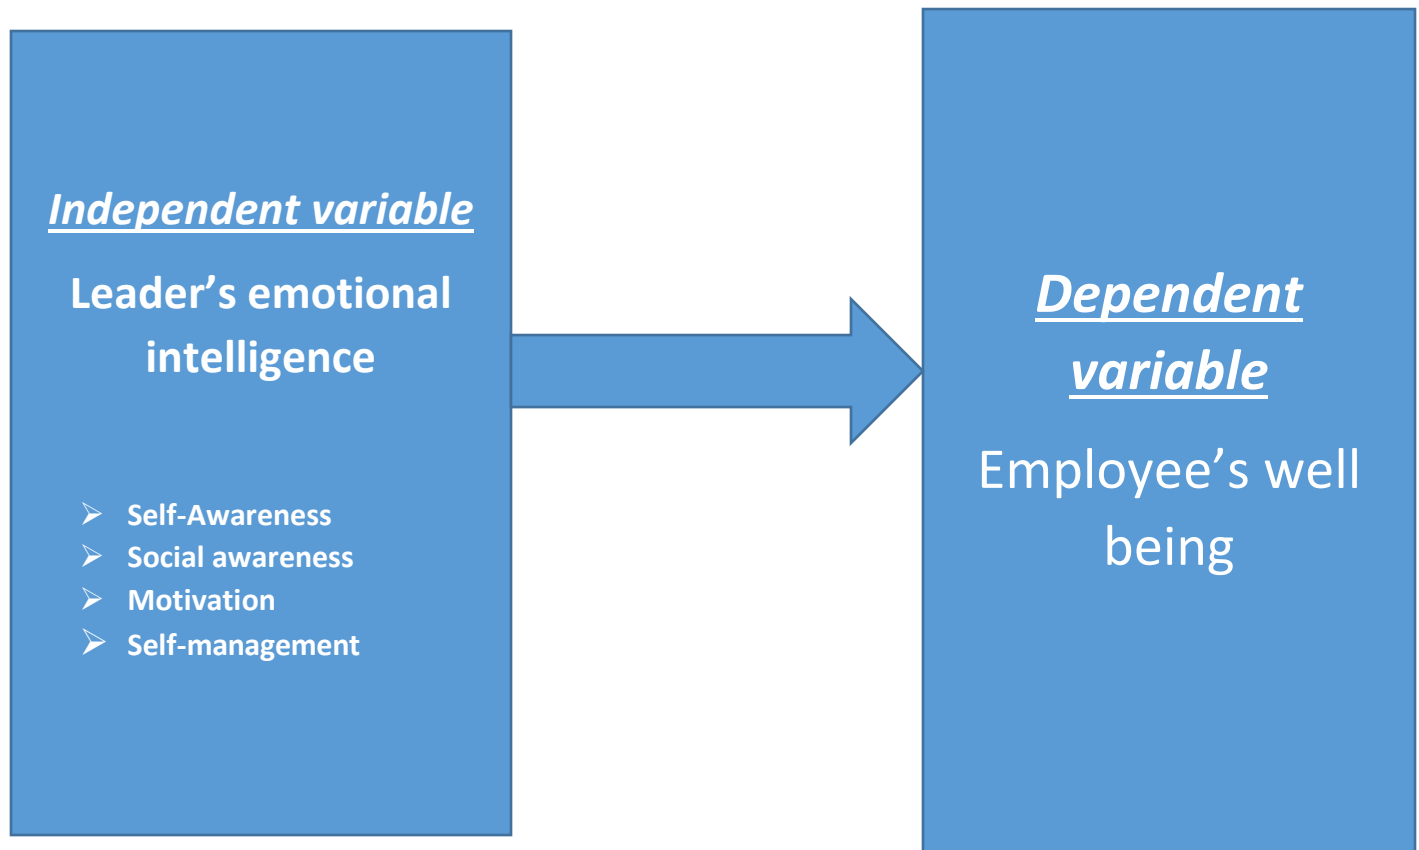 Independent variable
Leader’s emotional
intelligence
➢ Self-Awareness
➢ Social awareness
➢ Motivation
➢ Self-management
Dependent
variable
Employee’s well
being